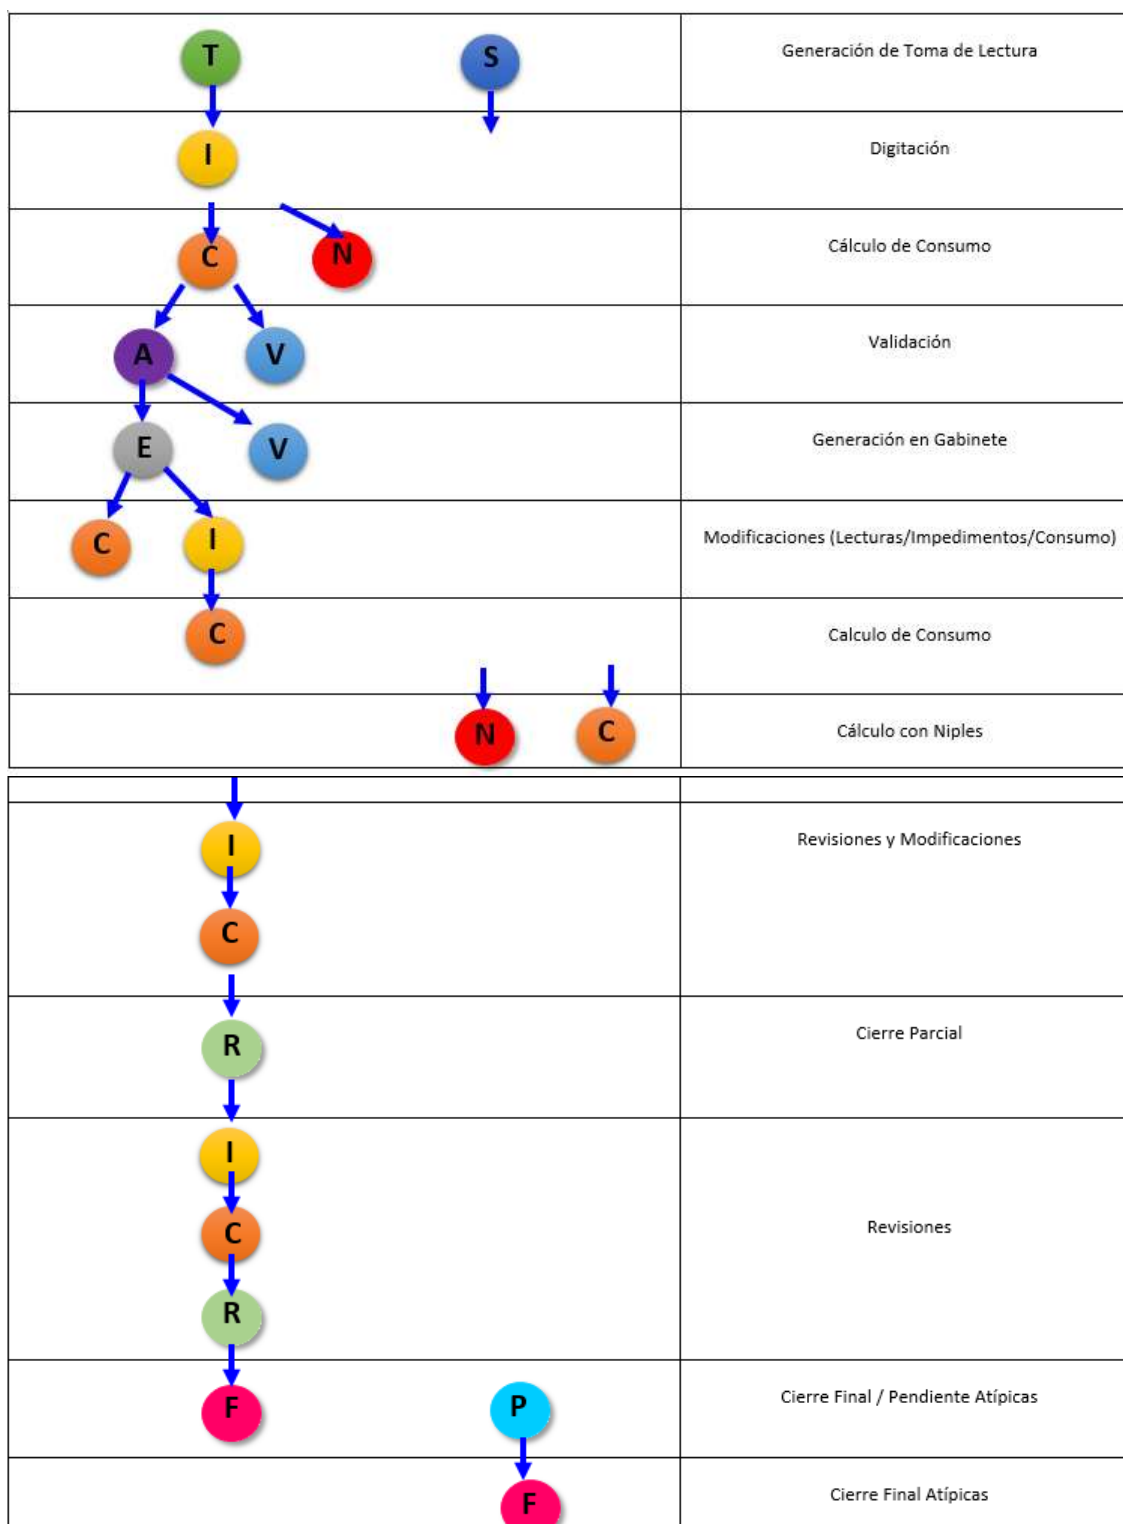 T S Generación de Toma de Lectura
I Digitación
C N Cálculo de Consumo
A V Validación
E V Generación en Gabinete
C I Modificaciones (Lecturas/Impedimentos/Consumo)
C Calculo de Consumo
N C Cálculo con Niples
I Revisiones y Modificaciones
C
R Cierre Parcial
I
C Revisiones
R
F P Cierre Final / Pendiente Atípicas
F Cierre Final Atípicas